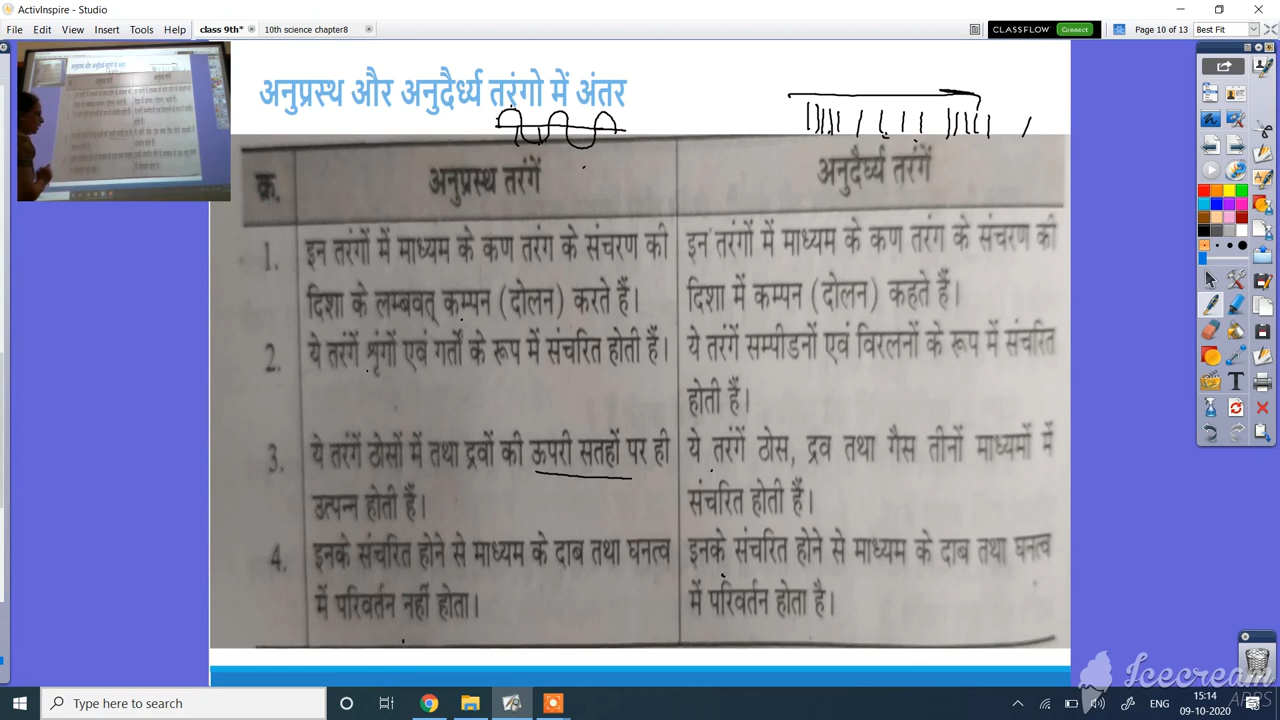 ActivInspire - Studio
File Edit View Insert Tools Help class 9th* 10th science chapter8 CLASSFLOW Connect Page 10 of 13 Best Fit
अनुप्रस्थ और अनुदैर्ध्य तरंगो में अंतर
क्र. अनुप्रस्थ तरंगें अनुदैर्ध्य तरंगें
1. इन तरंगों में माध्यम के कण तरंग के संचरण की
दिशा के लम्बवत् कम्पन (दोलन) करते हैं।
इन तरंगों में माध्यम के कण तरंग के संचरण की
दिशा में कम्पन (दोलन) कहते हैं।
2. ये तरंगें श्रृंगों एवं गर्तों के रूप में संचरित होती हैं।
ये तरंगें सम्पीडनों एवं विरलनों के रूप में संचरित
होती हैं।
3. ये तरंगें ठोसों में तथा द्रवों की ऊपरी सतहों पर ही
उत्पन्न होती हैं।
ये तरंगें ठोस, द्रव तथा गैस तीनों माध्यमों में
संचरित होती हैं।
4. इनके संचरित होने से माध्यम के दाब तथा घनत्व
में परिवर्तन नहीं होता।
इनके संचरित होने से माध्यम के दाब तथा घनत्व
में परिवर्तन होता है।
Icecream
APPS
Type here to search
ENG
15:14
09-10-2020